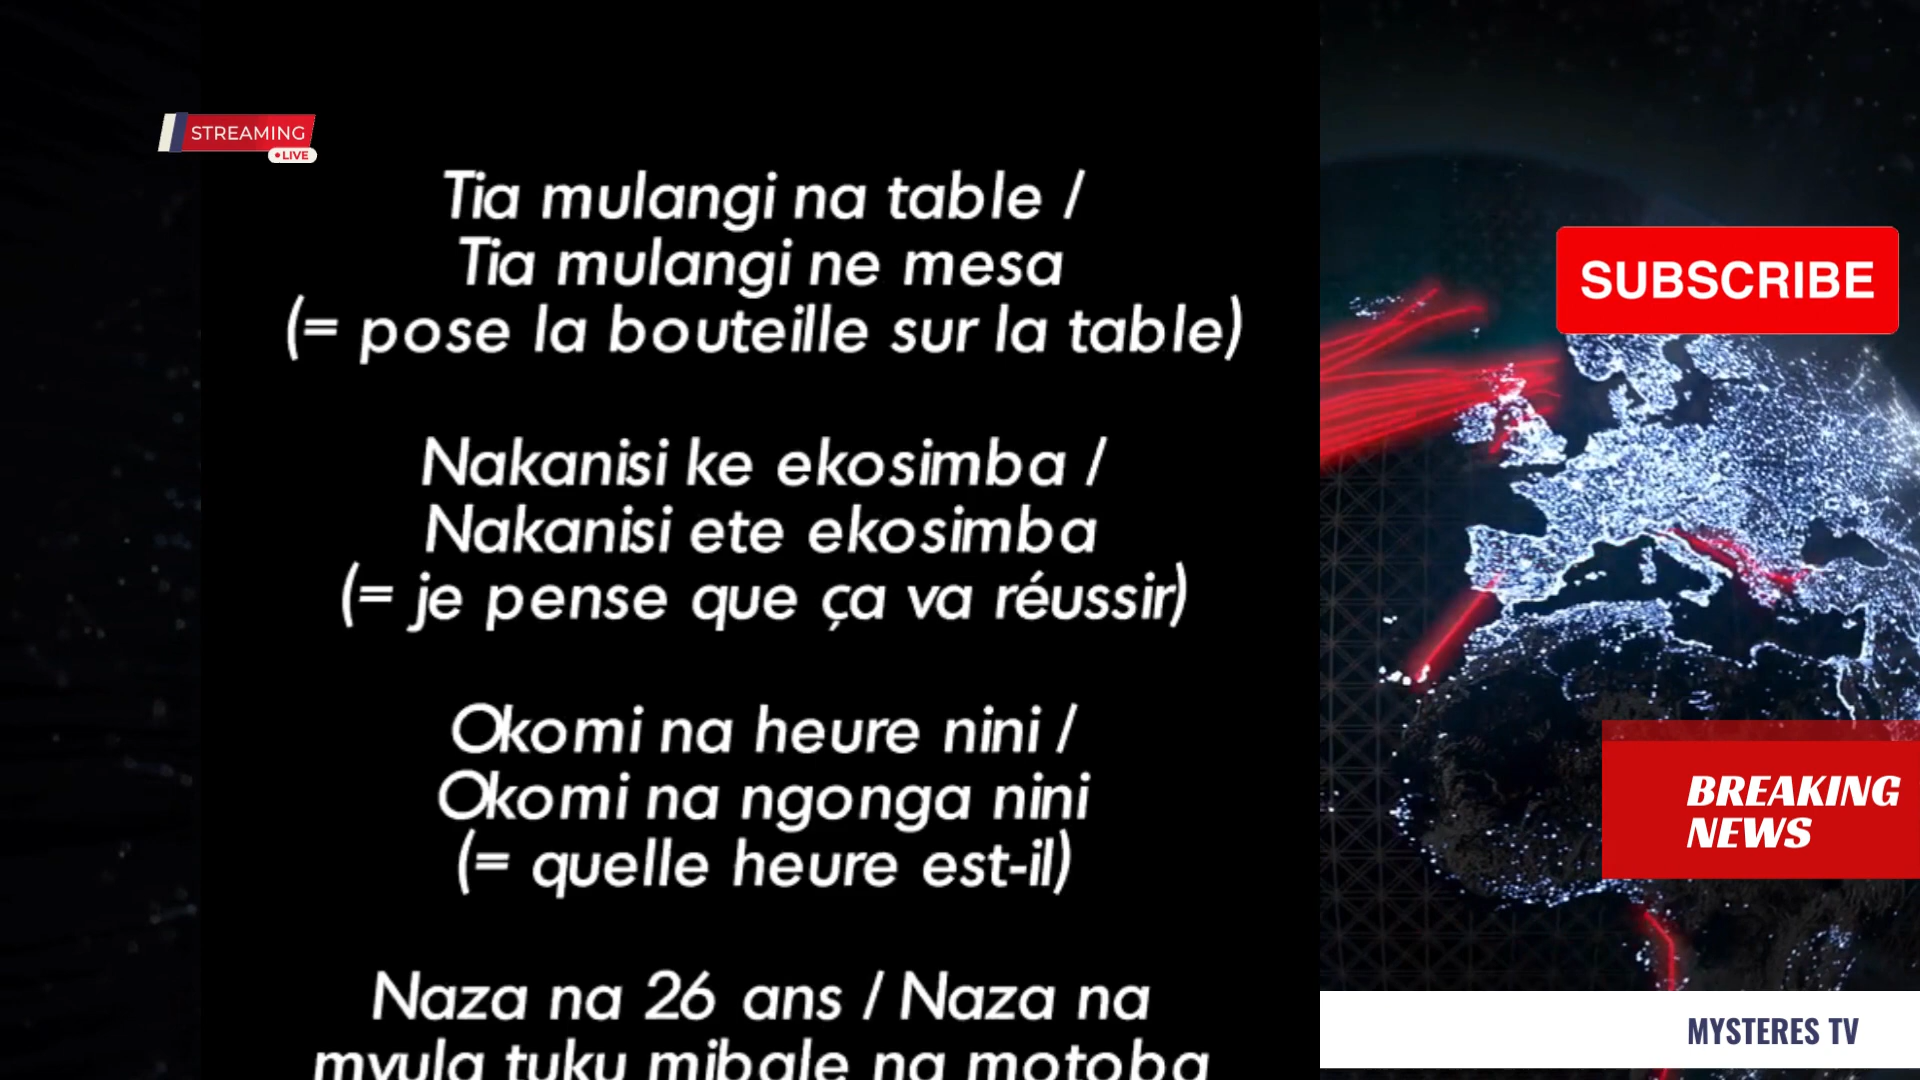 STREAMING
LIVE
Tia mulangi na table /
Tia mulangi ne mesa
(= pose la bouteille sur la table)
Nakanisi ke ekosimba /
Nakanisi ete ekosimba
(= je pense que ça va réussir)
Okomi na heure nini /
Okomi na ngonga nini
(= quelle heure est-il)
Naza na 26 ans / Naza na
mvula tuku mibale na motoba
SUBSCRIBE
BREAKING
NEWS
MYSTERES TV